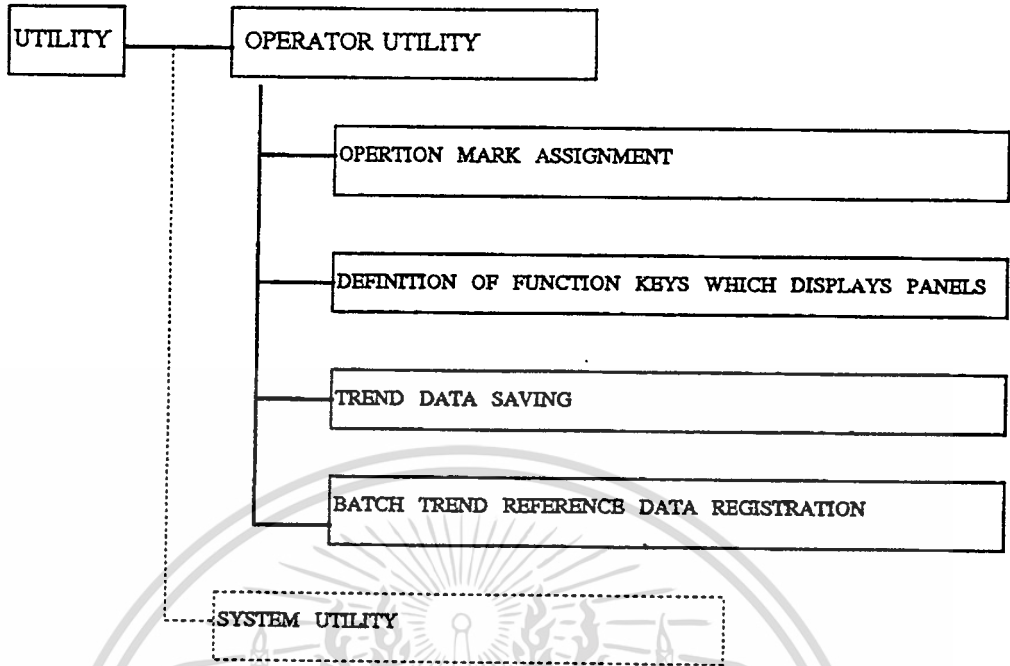 UTILITY
OPERATOR UTILITY
OPERTION MARK ASSIGNMENT
DEFINITION OF FUNCTION KEYS WHICH DISPLAYS PANELS
TREND DATA SAVING
BATCH TREND REFERENCE DATA REGISTRATION
SYSTEM UTILITY